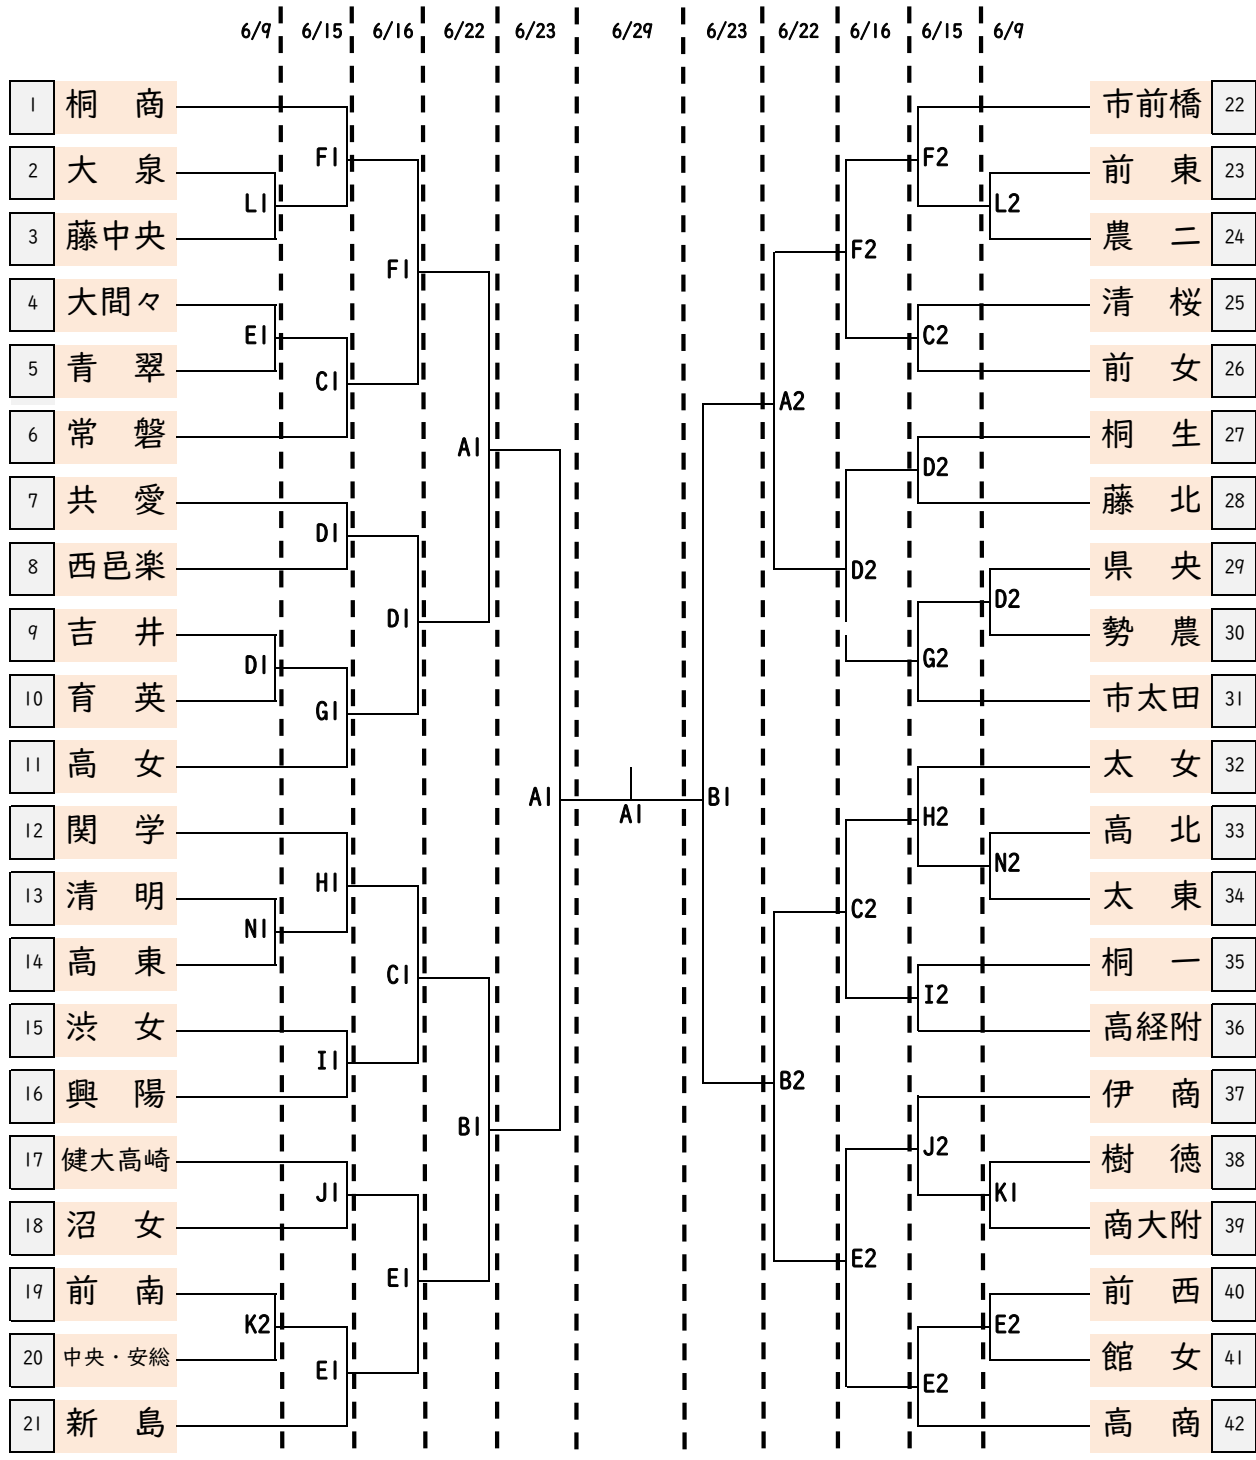 6/9 6/15 6/16 6/22 6/23 6/29 6/23 6/22 6/16 6/15 6/9
1 桐 商 市前橋 22
F1 F2
2 大 泉 前 東 23
L1 L2
3 藤中央 農 二 24
F1 F2
4 大間々 清 桜 25
E1 C2
5 青 翠 前 女 26
C1 A2
6 常 磐 桐 生 27
A1 D2
7 共 愛 藤 北 28
D1
8 西邑楽 県 央 29
D2 D2
9 吉 井 勢 農 30
D1
D1 G2
10 育 英 市太田 31
G1
11 高 女 太 女 32
A1 A1 B1
H2
12 関 学 高 北 33
N2
H1
13 清 明 太 東 34
N1 C2
14 高 東 桐 一 35
C1 I2
15 渋 女 高経附 36
I1 B2
16 興 陽 伊 商 37
B1 J2
17 健大高崎 樹 徳 38
J1 K1
18 沼 女 商大附 39
E1 E2
19 前 南 前 西 40
K2 E2
20 中央・安総 館 女 41
E1 E2
21 新 島 高 商 42